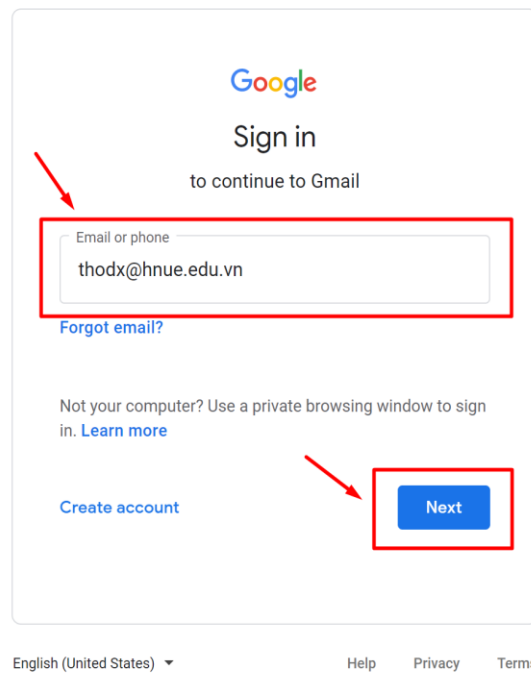 Google
Sign in
to continue to Gmail
Email or phone
thodx@hnue.edu.vn
Forgot email?
Not your computer? Use a private browsing window to sign
in. Learn more
Create account
Next
English (United States)
Help
Privacy
Terms